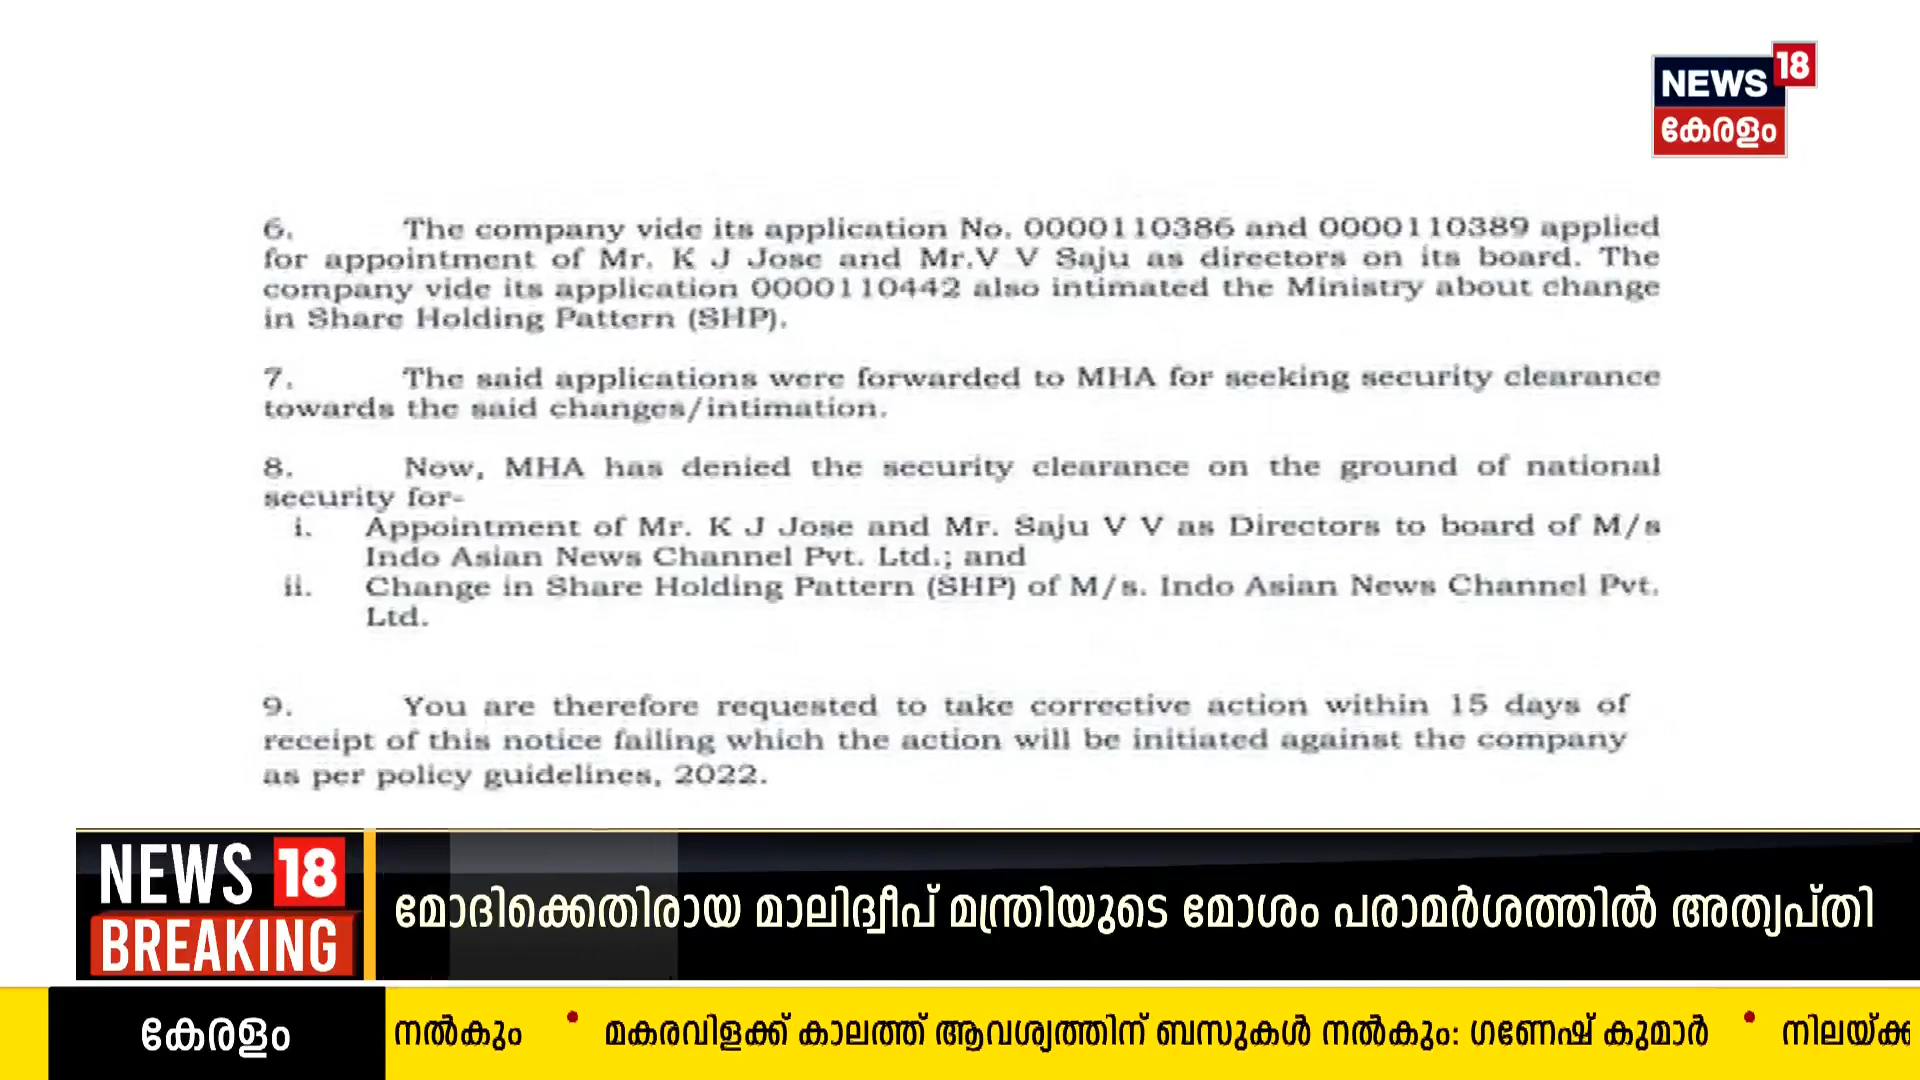 NEWS 18
കേരളം
6. The company vide its application No. 0000110386 and 0000110389 applied
for appointment of Mr. K J Jose and Mr.V V Saju as directors on its board. The
company vide its application 0000110442 also intimated the Ministry about change
in Share Holding Pattern (SHP).
7. The said applications were forwarded to MHA for seeking security clearance
towards the said changes/intimation.
8. Now, MHA has denied the security clearance on the ground of national
security for-
i. Appointment of Mr. K J Jose and Mr. Saju V V as Directors to board of M/s
Indo Asian News Channel Pvt. Ltd.; and
ii. Change in Share Holding Pattern (SHP) of M/s. Indo Asian News Channel Pvt.
Ltd.
9. You are therefore requested to take corrective action within 15 days of
receipt of this notice failing which the action will be initiated against the company
as per policy guidelines, 2022.
NEWS 18
BREAKING
മോദിക്കെതിരായ മാലിദ്വീപ് മന്ത്രിയുടെ മോശം പരാമർശത്തിൽ അത്യപ്തി
കേരളം
നൽകും • മകരവിളക്ക് കാലത്ത് ആവശ്യത്തിന് ബസുകൾ നൽകും: ഗണേഷ് കുമാർ • നിലയ്ക്ക